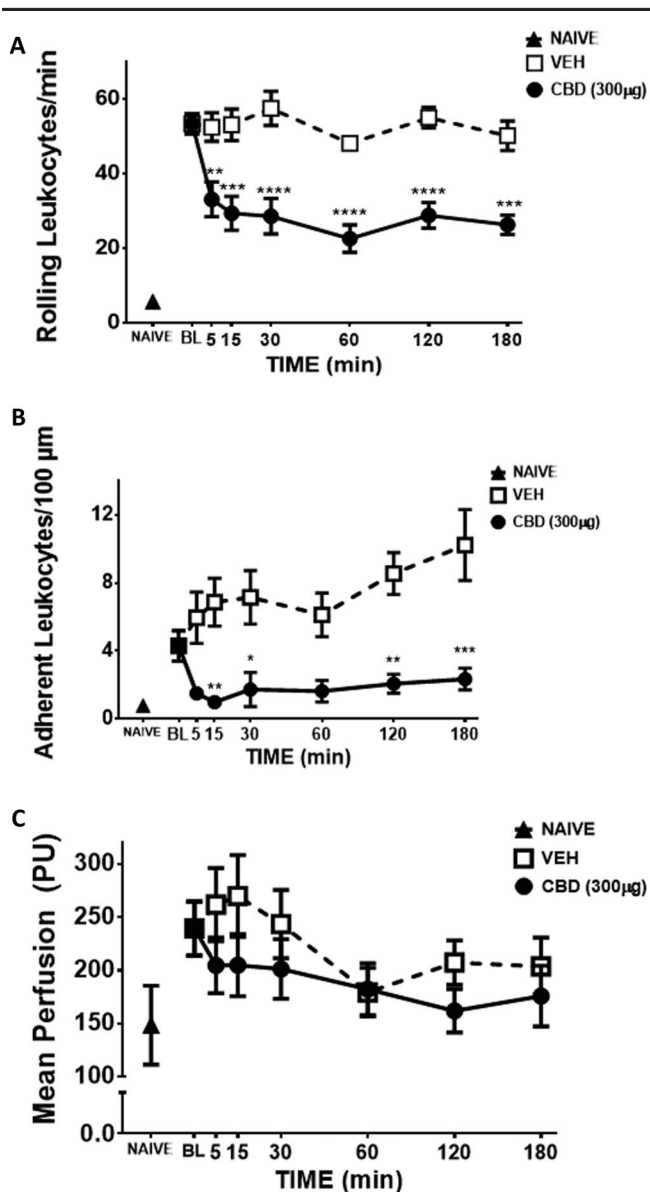 A
NAIVE
VEH
CBD (300µg)
Rolling Leukocytes/min
60
40
20
0
**
***
****
****
****
***
NAIVE BL 5 15 30 60 120 180
TIME (min)
B
NAIVE
VEH
CBD (300µg)
Adherent Leukocytes/100 µm
12
8
4
0
**
*
**
***
NAIVE BL 5 15 30 60 120 180
TIME (min)
C
NAIVE
VEH
CBD (300µg)
Mean Perfusion (PU)
300
250
200
150
100
0.0
NAIVE BL 5 15 30 60 120 180
TIME (min)